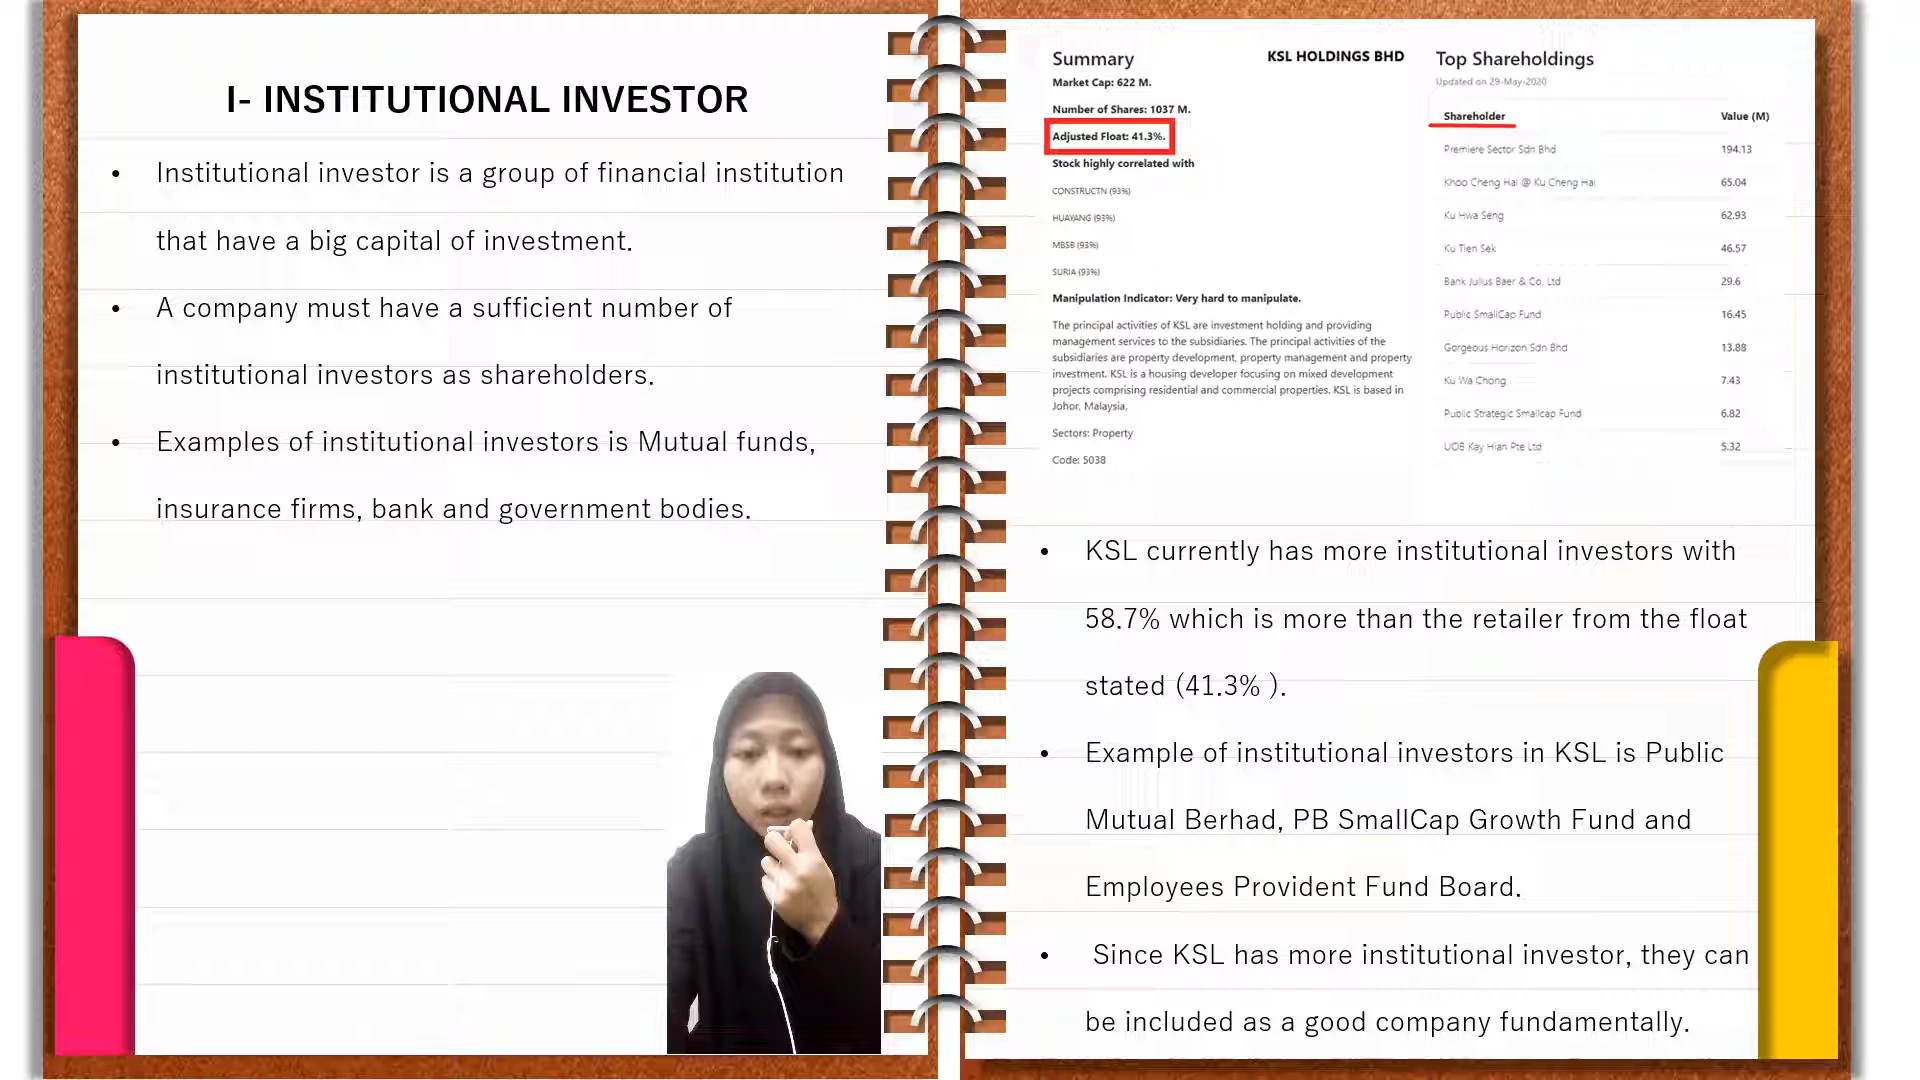 I- INSTITUTIONAL INVESTOR
• Institutional investor is a group of financial institution
that have a big capital of investment.
• A company must have a sufficient number of
institutional investors as shareholders.
• Examples of institutional investors is Mutual funds,
insurance firms, bank and government bodies.
Summary
KSL HOLDINGS BHD
Market Cap: 622 M.
Number of Shares: 1037 M.
Adjusted Float: 41.3%.
Stock highly correlated with
CONSTRUCTN (93%)
HUAYANG (93%)
MBSB (93%)
SURIA (93%)
Manipulation Indicator: Very hard to manipulate.
The principal activities of KSL are investment holding and providing
management services to the subsidiaries. The principal activities of the
subsidiaries are property development, property management and property
investment. KSL is a housing developer focusing on mixed development
projects comprising residential and commercial properties. KSL is based in
Johor, Malaysia.
Sectors: Property
Code: 5038
Top Shareholdings
Updated on 29-May-2020
Shareholder Value (M)
Premiere Sector Sdn Bhd 194.13
Khoo Cheng Hai @ Ku Cheng Hai 65.04
Ku Hwa Seng 62.93
Ku Tien Sek 46.57
Bank Julius Baer & Co. Ltd 29.6
Public SmallCap Fund 16.45
Gorgeous Horizon Sdn Bhd 13.88
Ku Wa Chong 7.43
Public Strategic Smallcap Fund 6.82
UOB Kay Hian Pte Ltd 5.32
• KSL currently has more institutional investors with
58.7% which is more than the retailer from the float
stated (41.3% ).
• Example of institutional investors in KSL is Public
Mutual Berhad, PB SmallCap Growth Fund and
Employees Provident Fund Board.
• Since KSL has more institutional investor, they can
be included as a good company fundamentally.